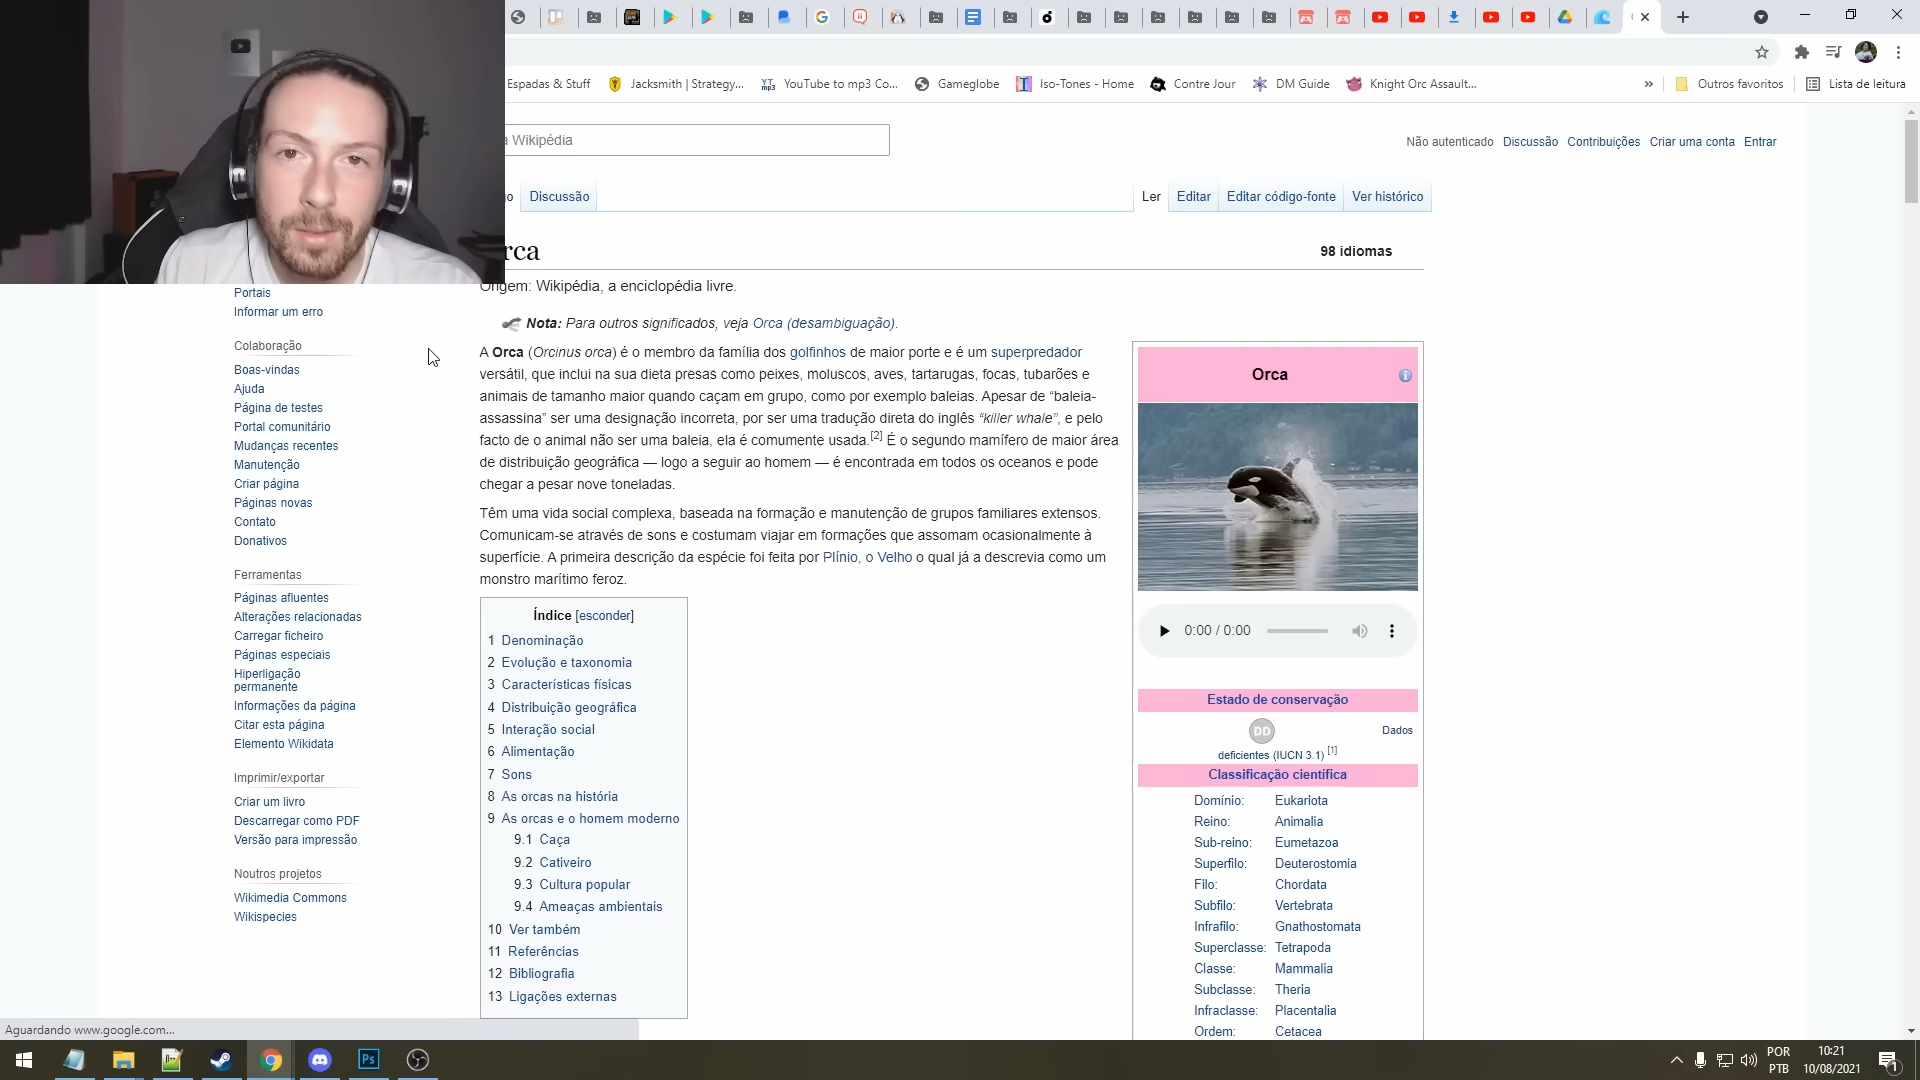 Espadas & Stuff
Jacksmith | Strategy...
YouTube to mp3 Co...
Gameglobe
Iso-Tones - Home
Contre Jour
DM Guide
Knight Orc Assault...
»
Outros favoritos
Lista de leitura
a Wikipédia
Não autenticado Discussão Contribuições Criar uma conta Entrar
go Discussão
Ler Editar Editar código-fonte Ver histórico
rca
98 idiomas
Origem: Wikipédia, a enciclopédia livre.
Nota: Para outros significados, veja Orca (desambiguação).
A Orca (Orcinus orca) é o membro da família dos golfinhos de maior porte e é um superpredador
versátil, que inclui na sua dieta presas como peixes, moluscos, aves, tartarugas, focas, tubarões e
animais de tamanho maior quando caçam em grupo, como por exemplo baleias. Apesar de “baleia-
assassina” ser uma designação incorreta, por ser uma tradução direta do inglês “killer whale”, e pelo
facto de o animal não ser uma baleia, ela é comumente usada.[2] É o segundo mamífero de maior área
de distribuição geográfica — logo a seguir ao homem — é encontrada em todos os oceanos e pode
chegar a pesar nove toneladas.
Têm uma vida social complexa, baseada na formação e manutenção de grupos familiares extensos.
Comunicam-se através de sons e costumam viajar em formações que assomam ocasionalmente à
superfície. A primeira descrição da espécie foi feita por Plínio, o Velho o qual já a descrevia como um
monstro marítimo feroz.
Índice [esconder]
1 Denominação
2 Evolução e taxonomia
3 Características físicas
4 Distribuição geográfica
5 Interação social
6 Alimentação
7 Sons
8 As orcas na história
9 As orcas e o homem moderno
9.1 Caça
9.2 Cativeiro
9.3 Cultura popular
9.4 Ameaças ambientais
10 Ver também
11 Referências
12 Bibliografia
13 Ligações externas
Portais
Informar um erro
Colaboração
Boas-vindas
Ajuda
Página de testes
Portal comunitário
Mudanças recentes
Manutenção
Criar página
Páginas novas
Contato
Donativos
Ferramentas
Páginas afluentes
Alterações relacionadas
Carregar ficheiro
Páginas especiais
Hiperligação
permanente
Informações da página
Citar esta página
Elemento Wikidata
Imprimir/exportar
Criar um livro
Descarregar como PDF
Versão para impressão
Noutros projetos
Wikimedia Commons
Wikispecies
Orca
0:00 / 0:00
Estado de conservação
DD
Dados
deficientes (IUCN 3.1) [1]
Classificação científica
Domínio: Eukariota
Reino: Animalia
Sub-reino: Eumetazoa
Superfilo: Deuterostomia
Filo: Chordata
Subfilo: Vertebrata
Infrafilo: Gnathostomata
Superclasse: Tetrapoda
Classe: Mammalia
Subclasse: Theria
Infraclasse: Placentalia
Ordem: Cetacea
Aguardando www.google.com...
Ps
POR
PTB
10:21
10/08/2021
1